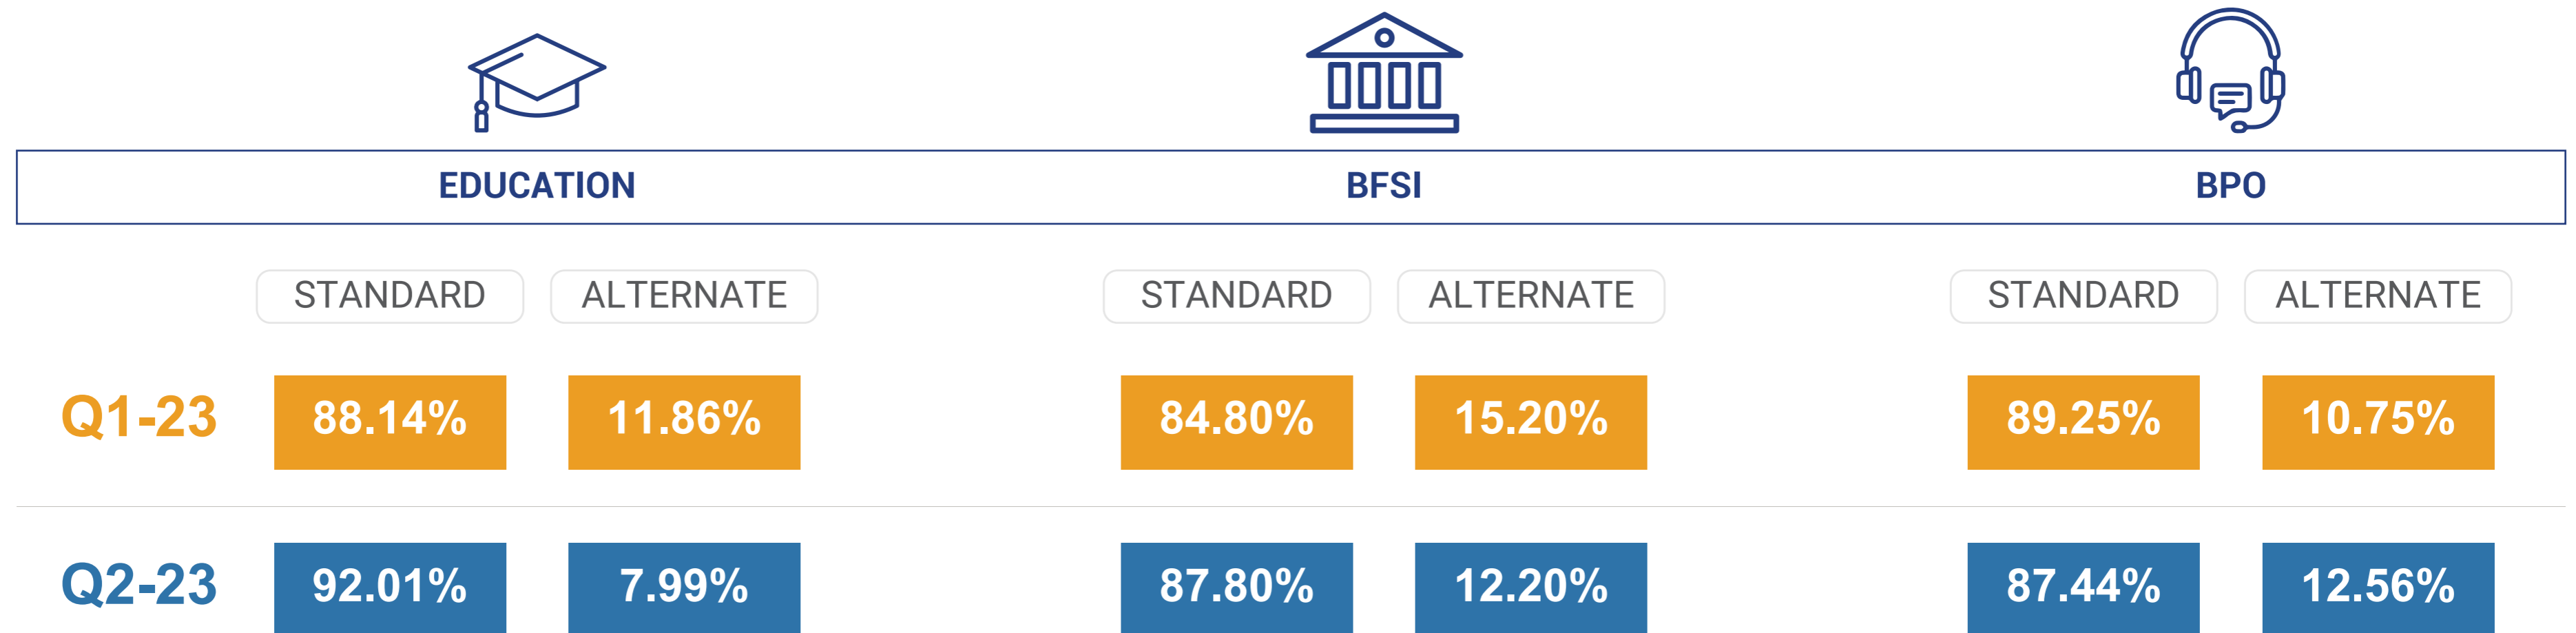 EDUCATION BFSI BPO
STANDARD ALTERNATE STANDARD ALTERNATE STANDARD ALTERNATE
Q1-23 88.14% 11.86% 84.80% 15.20% 89.25% 10.75%
Q2-23 92.01% 7.99% 87.80% 12.20% 87.44% 12.56%